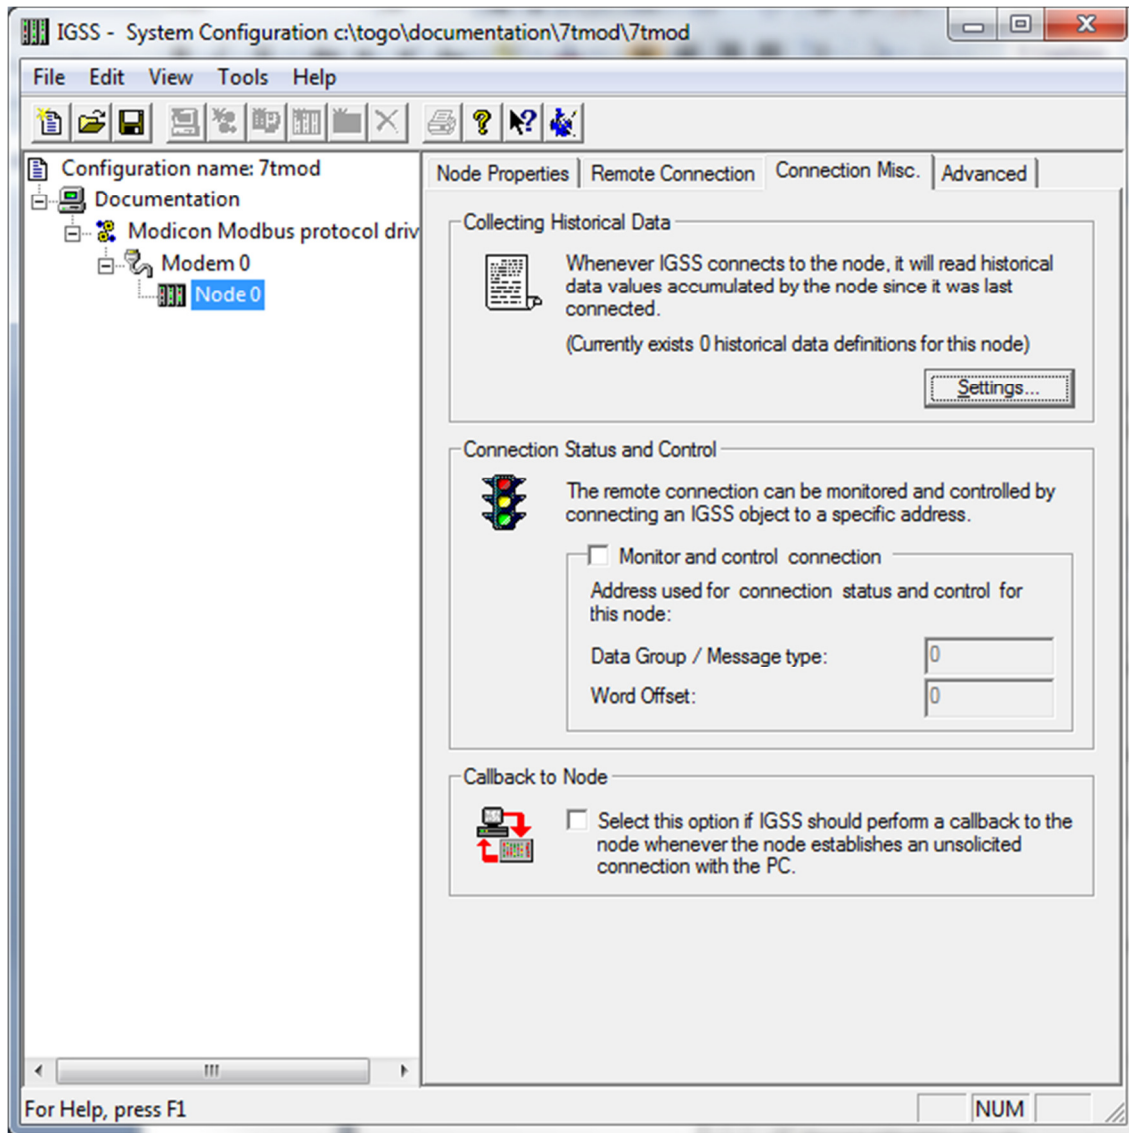 IGSS - System Configuration c:\togo\documentation\7tmod\7tmod
File Edit View Tools Help
Configuration name: 7tmod
Documentation
Modicon Modbus protocol driv
Modem 0
Node 0
Node Properties Remote Connection Connection Misc. Advanced
Collecting Historical Data
Whenever IGSS connects to the node, it will read historical
data values accumulated by the node since it was last
connected.
(Currently exists 0 historical data definitions for this node)
Settings...
Connection Status and Control
The remote connection can be monitored and controlled by
connecting an IGSS object to a specific address.
Monitor and control connection
Address used for connection status and control for
this node:
Data Group / Message type: 0
Word Offset: 0
Callback to Node
Select this option if IGSS should perform a callback to the
node whenever the node establishes an unsolicited
connection with the PC.
For Help, press F1 NUM